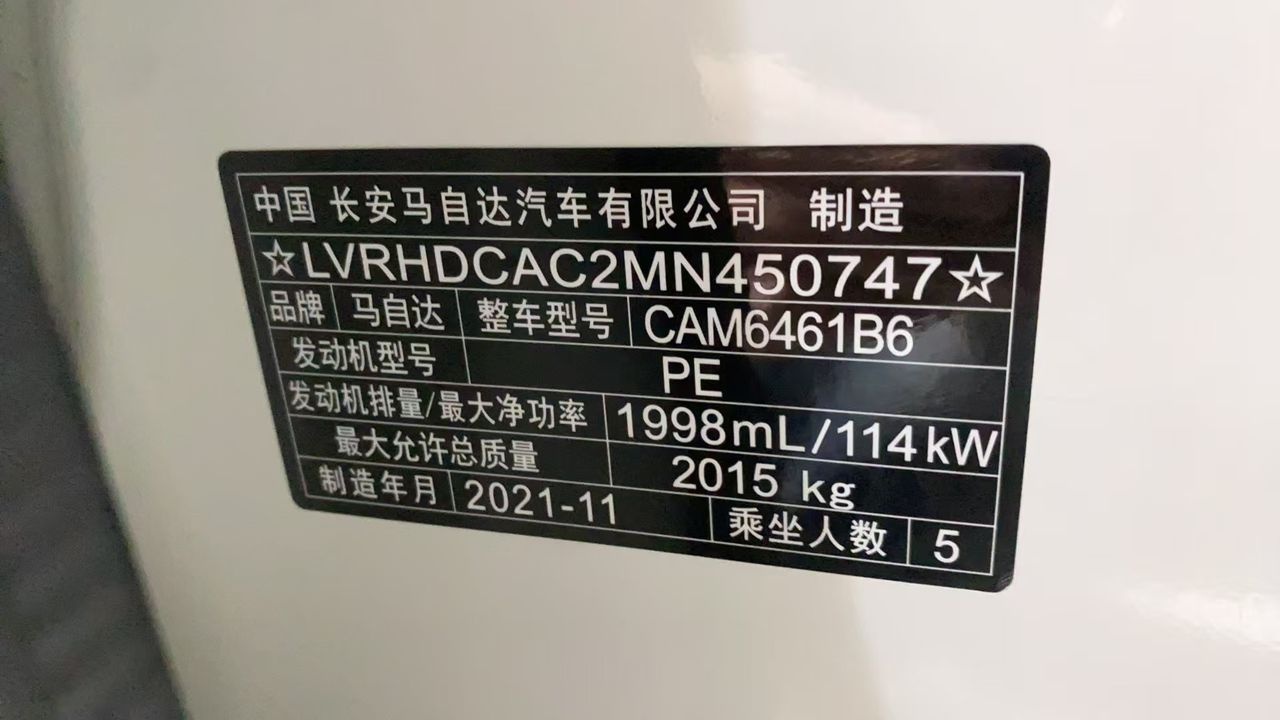 中国 长安马自达汽车有限公司 制造
☆LVRHDCAC2MN450747☆
品牌 马自达 整车型号 CAM6461B6
发动机型号 PE
发动机排量/最大净功率 1998mL/114kW
最大允许总质量 2015 kg
制造年月 2021-11 乘坐人数 5